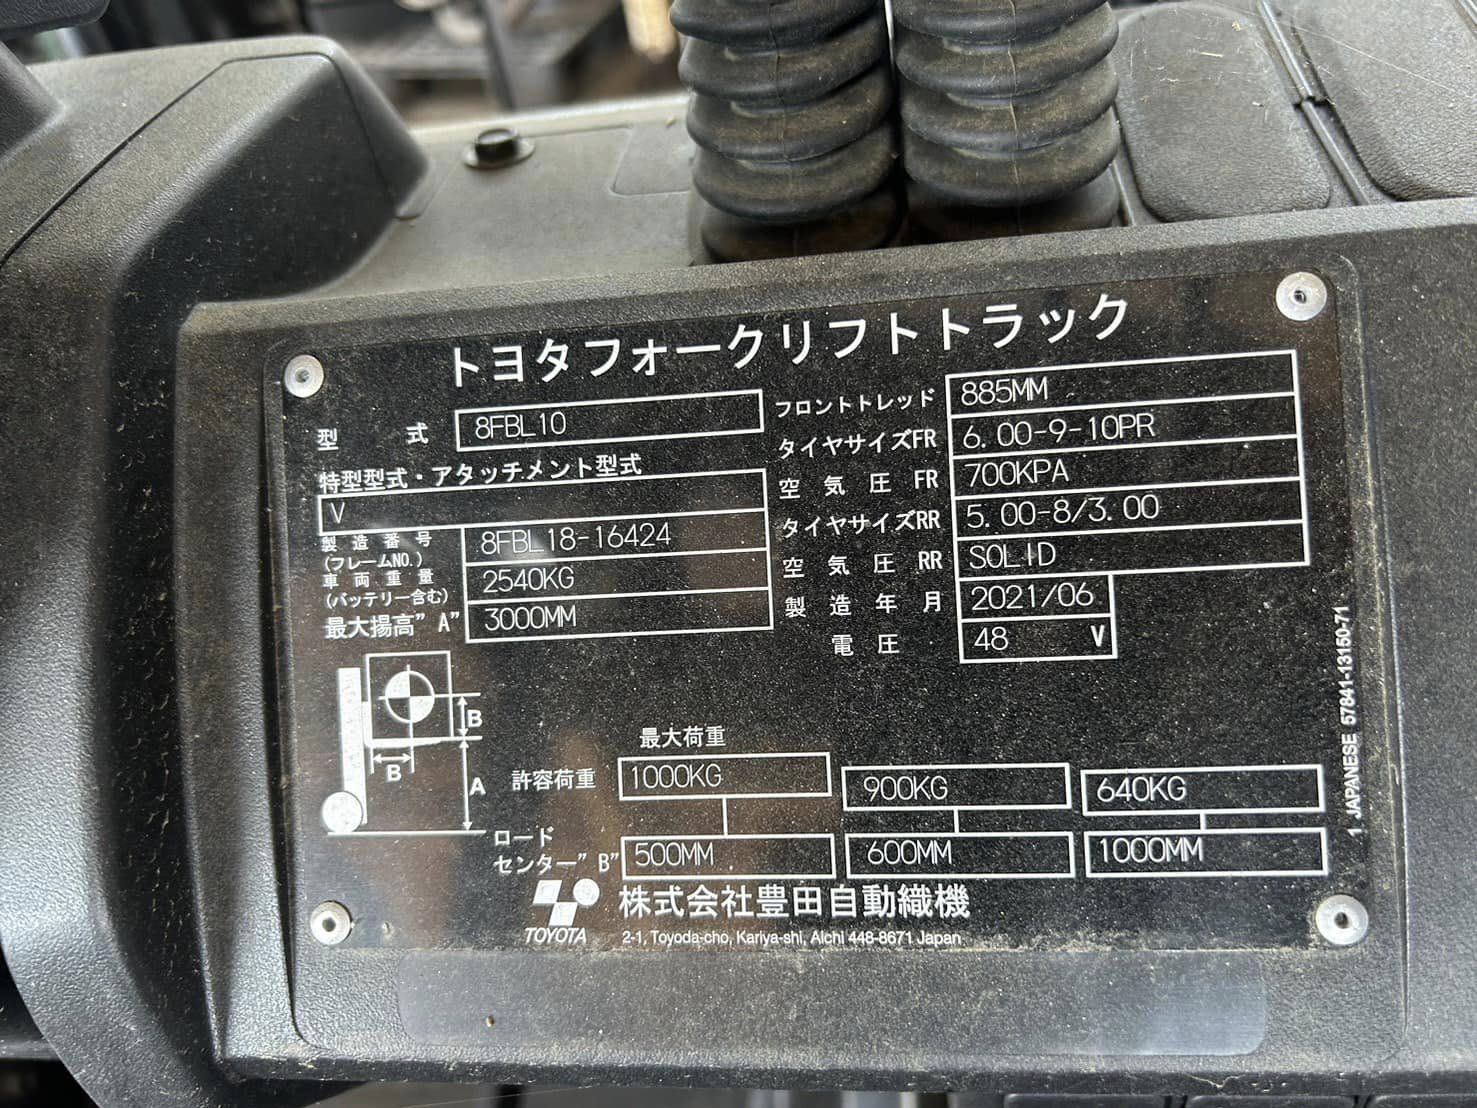 トヨタフォークリフトトラック
型 式 8FBL10
特型型式・アタッチメント型式
V
製造番号 8FBL18-16424
(フレームNO.)
車両重量 2540KG
(バッテリー含む)
最大揚高"A" 3000MM
フロントトレッド 885MM
タイヤサイズFR 6.00-9-10PR
空気圧 FR 700KPA
タイヤサイズRR 5.00-8/3.00
空気圧 RR SOLID
製造年月 2021/06
電圧 48 V
B
B
A
最大荷重
許容荷重 1000KG 900KG 640KG
ロード
センター"B" 500MM 600MM 1000MM
TOYOTA
株式会社豊田自動織機
2-1, Toyoda-cho, Kariya-shi, Aichi 448-8671 Japan
1 JAPANESE 57841-13150-71